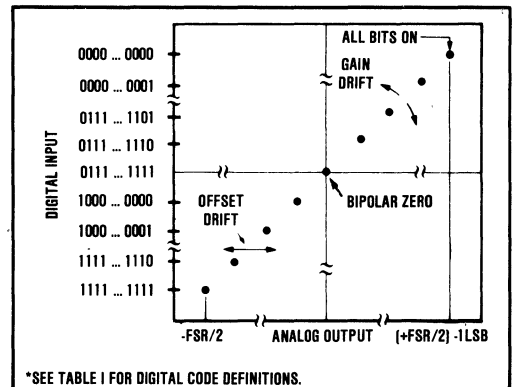 ALL BITS ON
0000 ... 0000
GAIN
DRIFT
0000 ... 0001
0111 ... 1101
0111 ... 1110
DIGITAL INPUT
0111 ... 1111
1000 ... 0000
OFFSET
DRIFT
BIPOLAR ZERO
1000 ... 0001
1111 ... 1110
1111 ... 1111
-FSR/2
ANALOG OUTPUT
(+FSR/2) -1LSB
*SEE TABLE I FOR DIGITAL CODE DEFINITIONS.